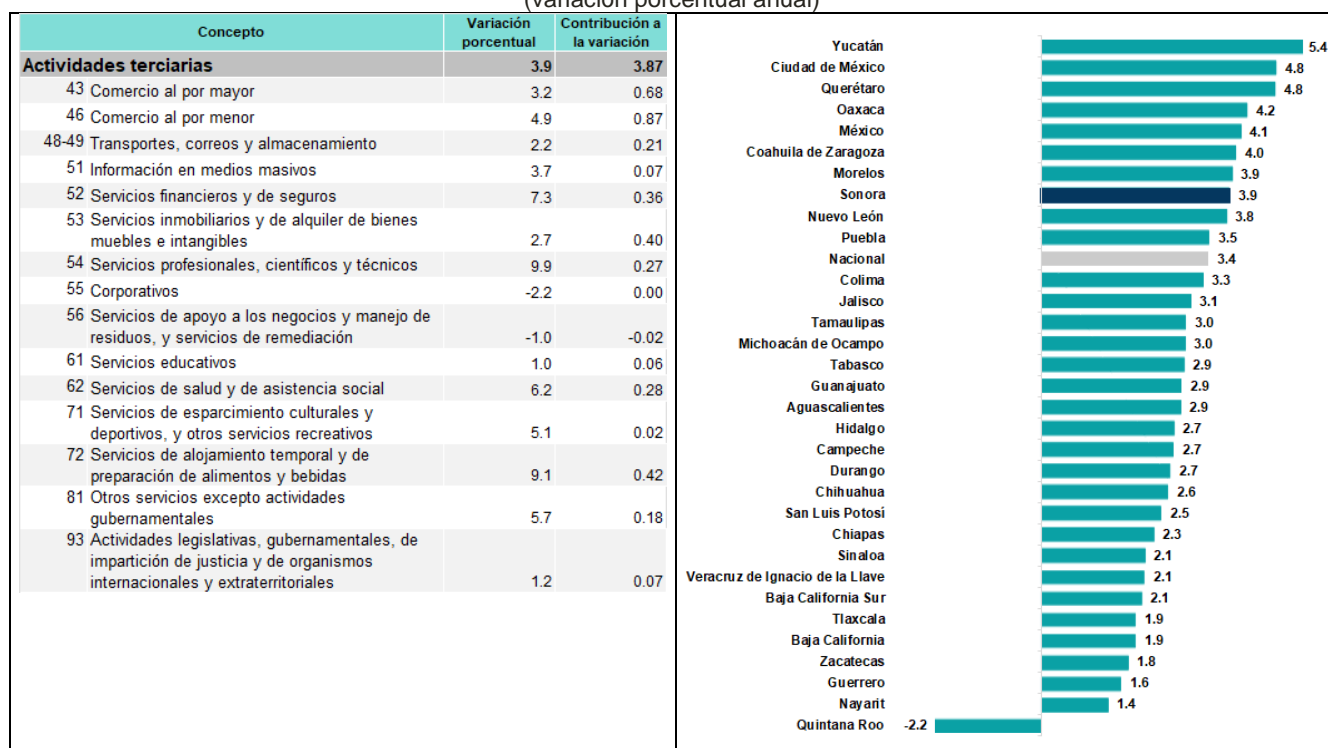 (variación porcentual anual)
Concepto
Variación
porcentual
Contribución a
la variación
Actividades terciarias 3.9 3.87
43 Comercio al por mayor 3.2 0.68
46 Comercio al por menor 4.9 0.87
48-49 Transportes, correos y almacenamiento 2.2 0.21
51 Información en medios masivos 3.7 0.07
52 Servicios financieros y de seguros 7.3 0.36
53 Servicios inmobiliarios y de alquiler de bienes
muebles e intangibles 2.7 0.40
54 Servicios profesionales, científicos y técnicos 9.9 0.27
55 Corporativos -2.2 0.00
56 Servicios de apoyo a los negocios y manejo de
residuos, y servicios de remediación -1.0 -0.02
61 Servicios educativos 1.0 0.06
62 Servicios de salud y de asistencia social 6.2 0.28
71 Servicios de esparcimiento culturales y
deportivos, y otros servicios recreativos 5.1 0.02
72 Servicios de alojamiento temporal y de
preparación de alimentos y bebidas 9.1 0.42
81 Otros servicios excepto actividades
gubernamentales 5.7 0.18
93 Actividades legislativas, gubernamentales, de
impartición de justicia y de organismos
internacionales y extraterritoriales 1.2 0.07
Yucatán 5.4
Ciudad de México 4.8
Querétaro 4.8
Oaxaca 4.2
México 4.1
Coahuila de Zaragoza 4.0
Morelos 3.9
Sonora 3.9
Nuevo León 3.8
Puebla 3.5
Nacional 3.4
Colima 3.3
Jalisco 3.1
Tamaulipas 3.0
Michoacán de Ocampo 3.0
Tabasco 2.9
Guanajuato 2.9
Aguascalientes 2.9
Hidalgo 2.7
Campeche 2.7
Durango 2.7
Chihuahua 2.6
San Luis Potosí 2.5
Chiapas 2.3
Sinaloa 2.1
Veracruz de Ignacio de la Llave 2.1
Baja California Sur 2.1
Tlaxcala 1.9
Baja California 1.9
Zacatecas 1.8
Guerrero 1.6
Nayarit 1.4
Quintana Roo -2.2